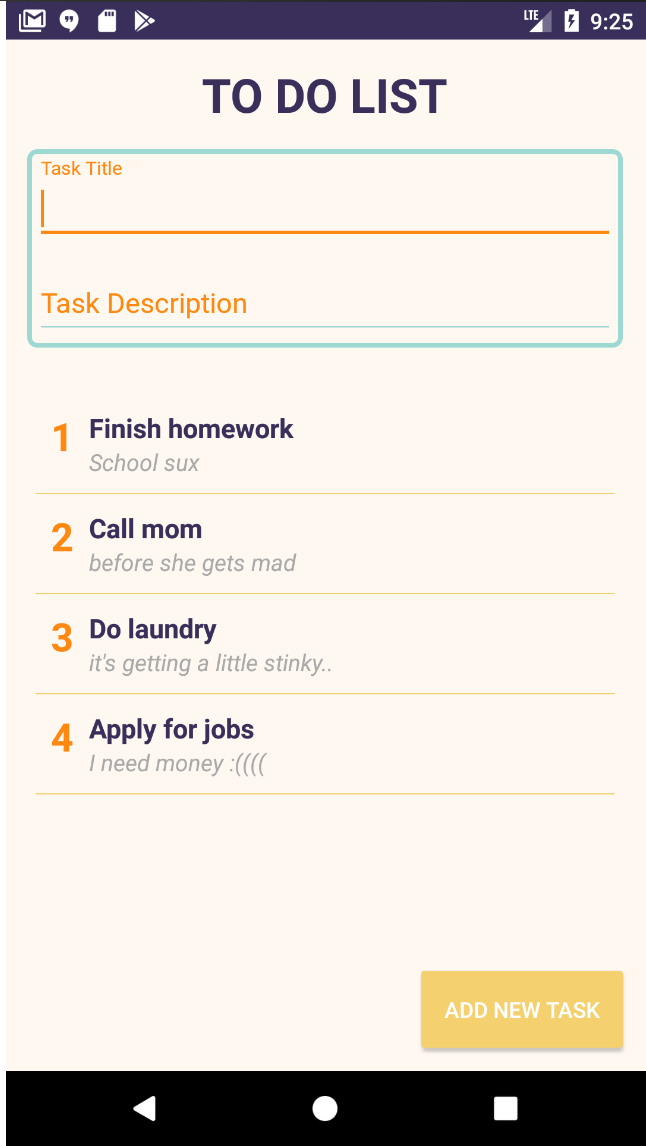 LTE 9:25
TO DO LIST
Task Title
Task Description
1 Finish homework
School sux
2 Call mom
before she gets mad
3 Do laundry
it's getting a little stinky..
4 Apply for jobs
I need money :((((
ADD NEW TASK